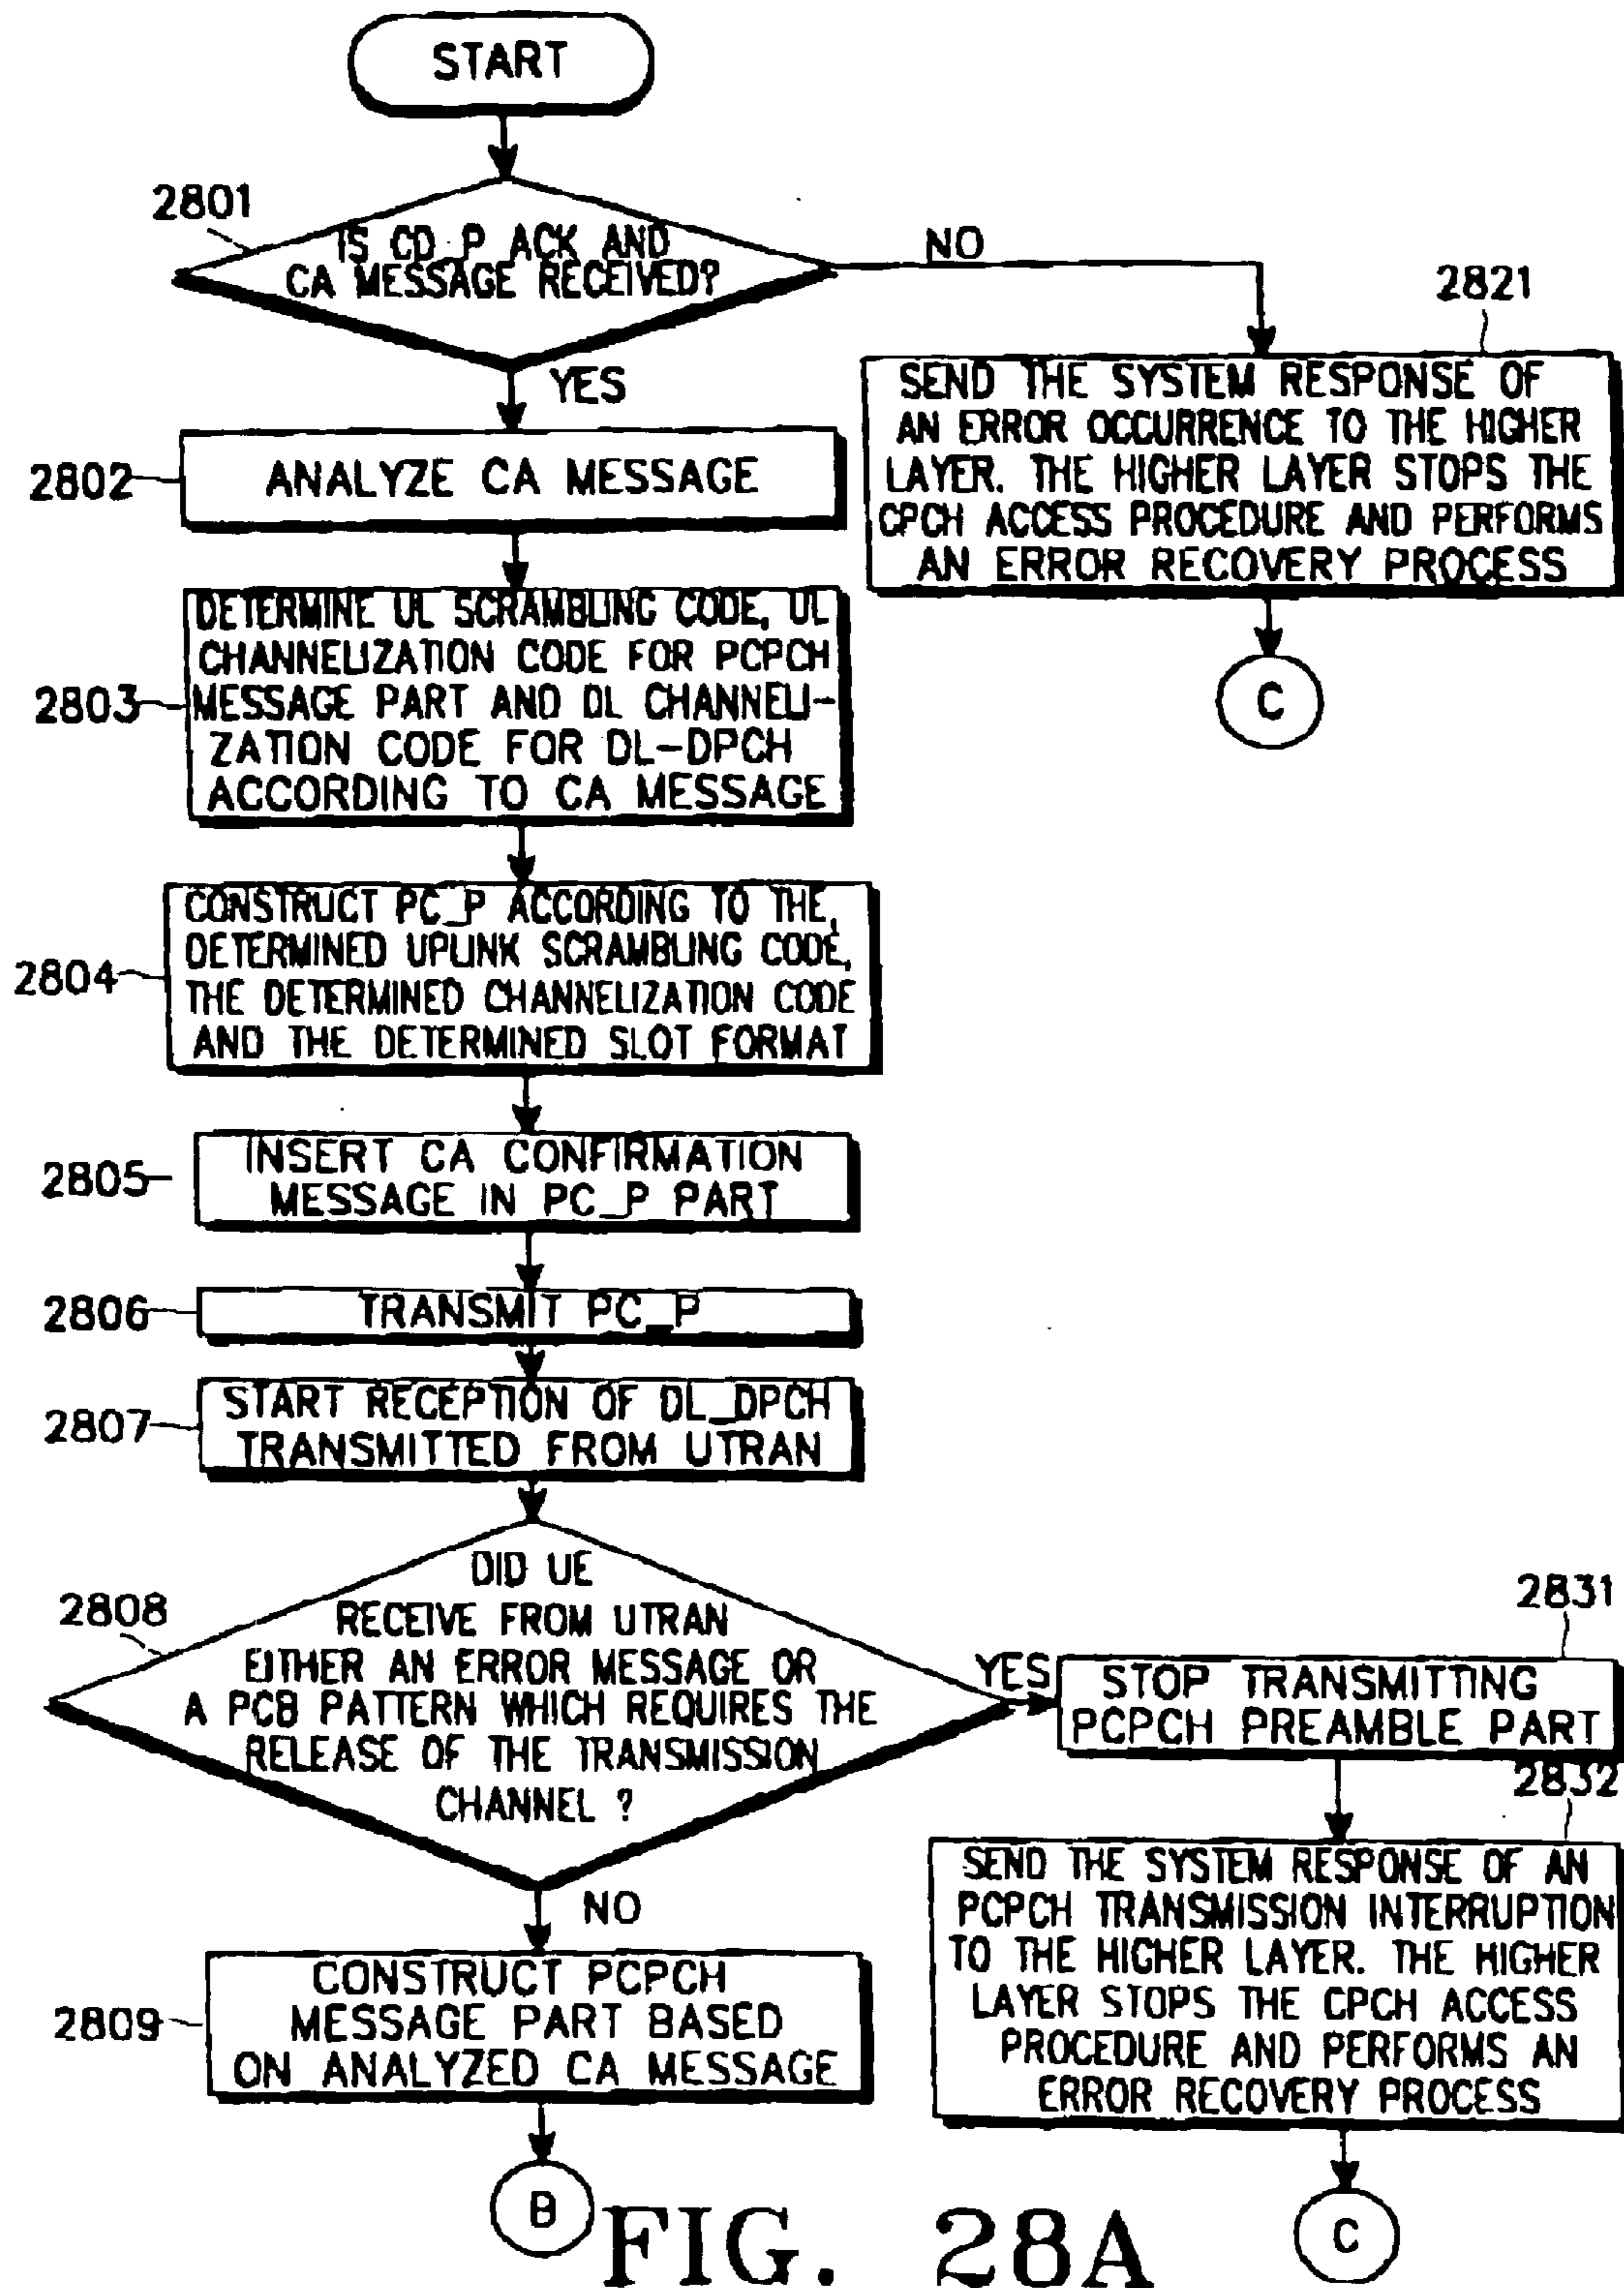 START
2801
IS CD_P ACK AND
CA MESSAGE RECEIVED?
NO
YES
2821
SEND THE SYSTEM RESPONSE OF
AN ERROR OCCURRENCE TO THE HIGHER
LAYER. THE HIGHER LAYER STOPS THE
CPCH ACCESS PROCEDURE AND PERFORMS
AN ERROR RECOVERY PROCESS
C
2802
ANALYZE CA MESSAGE
2803
DETERMINE UL SCRAMBLING CODE, UL
CHANNELIZATION CODE FOR PCPCH
MESSAGE PART AND DL CHANNELI-
ZATION CODE FOR DL-DPCH
ACCORDING TO CA MESSAGE
2804
CONSTRUCT PC_P ACCORDING TO THE,
DETERMINED UPLINK SCRAMBLING CODE,
THE DETERMINED CHANNELIZATION CODE
AND THE DETERMINED SLOT FORMAT
2805
INSERT CA CONFIRMATION
MESSAGE IN PC_P PART
2806
TRANSMIT PC_P
2807
START RECEPTION OF DL_DPCH
TRANSMITTED FROM UTRAN
2808
DID UE
RECEIVE FROM UTRAN
EITHER AN ERROR MESSAGE OR
A PCB PATTERN WHICH REQUIRES THE
RELEASE OF THE TRANSMISSION
CHANNEL ?
YES
NO
2831
STOP TRANSMITTING
PCPCH PREAMBLE PART
2832
SEND THE SYSTEM RESPONSE OF AN
PCPCH TRANSMISSION INTERRUPTION
TO THE HIGHER LAYER. THE HIGHER
LAYER STOPS THE CPCH ACCESS
PROCEDURE AND PERFORMS AN
ERROR RECOVERY PROCESS
C
2809
CONSTRUCT PCPCH
MESSAGE PART BASED
ON ANALYZED CA MESSAGE
B
FIG. 28A